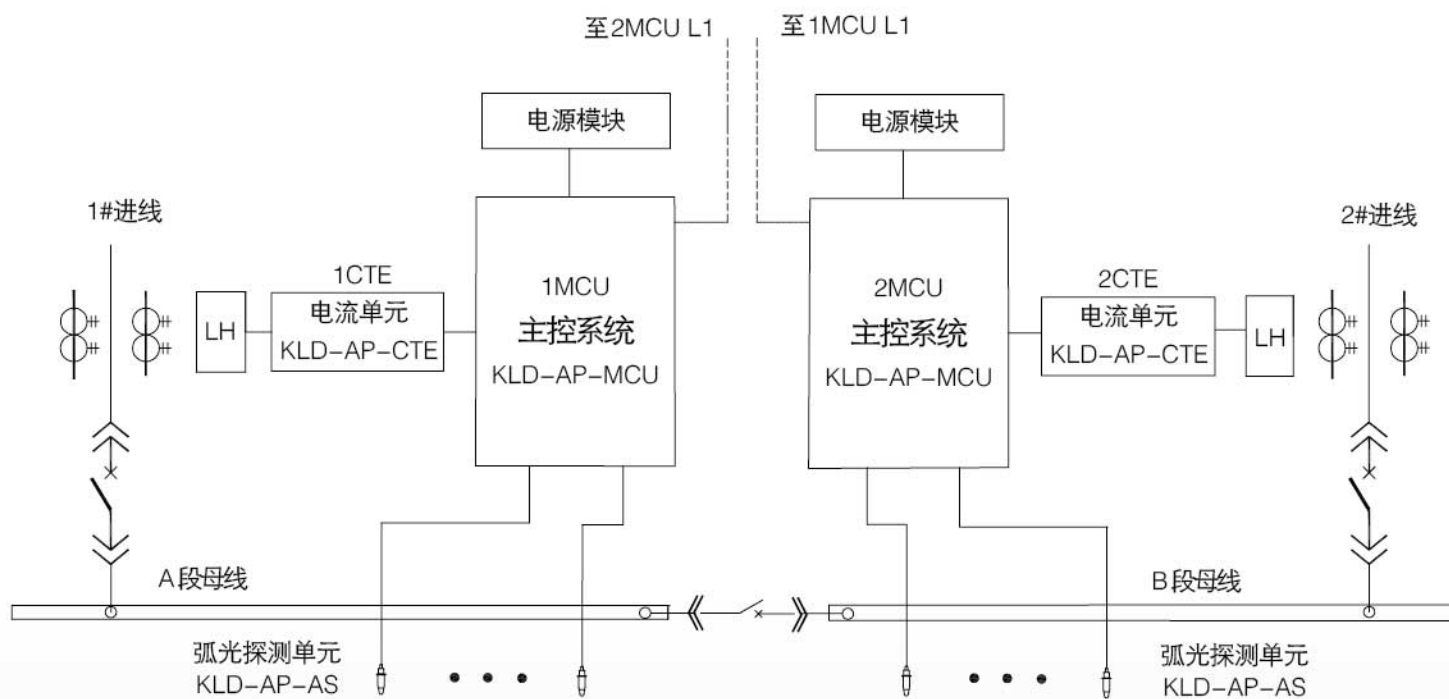 至2MCU L1
至1MCU L1
电源模块
电源模块
1#进线
2#进线
1CTE
LH
电流单元
KLD-AP-CTE
1MCU
主控系统
KLD-AP-MCU
2MCU
主控系统
KLD-AP-MCU
2CTE
电流单元
KLD-AP-CTE
LH
A段母线
B段母线
弧光探测单元
KLD-AP-AS
弧光探测单元
KLD-AP-AS